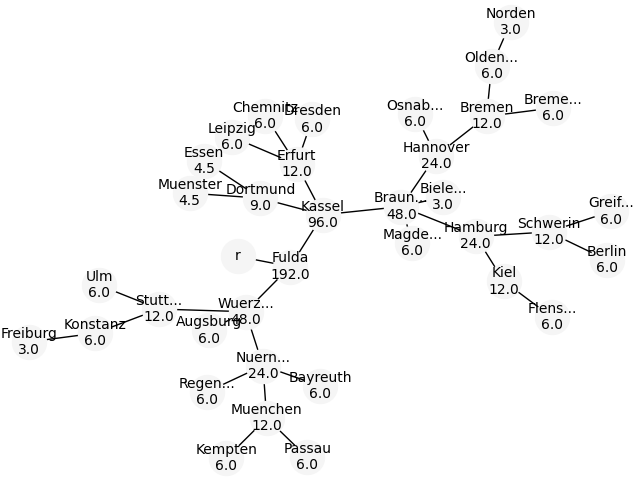 Norden
3.0
Olden...
6.0
Chemnitz
6.0
Dresden
6.0
Osnab...
6.0
Bremen
12.0
Breme...
6.0
Leipzig
6.0
Essen
4.5
Erfurt
12.0
Hannover
24.0
Muenster
4.5
Dortmund
9.0
Kassel
96.0
Braun...
48.0
Biele...
3.0
Greif...
6.0
Magde...
6.0
Hamburg
24.0
Schwerin
12.0
Berlin
6.0
r
Fulda
192.0
Kiel
12.0
Ulm
6.0
Stutt...
12.0
Wuerz...
48.0
Flens...
6.0
Freiburg
3.0
Konstanz
6.0
Augsburg
6.0
Nuern...
24.0
Regen...
6.0
Bayreuth
6.0
Muenchen
12.0
Kempten
6.0
Passau
6.0